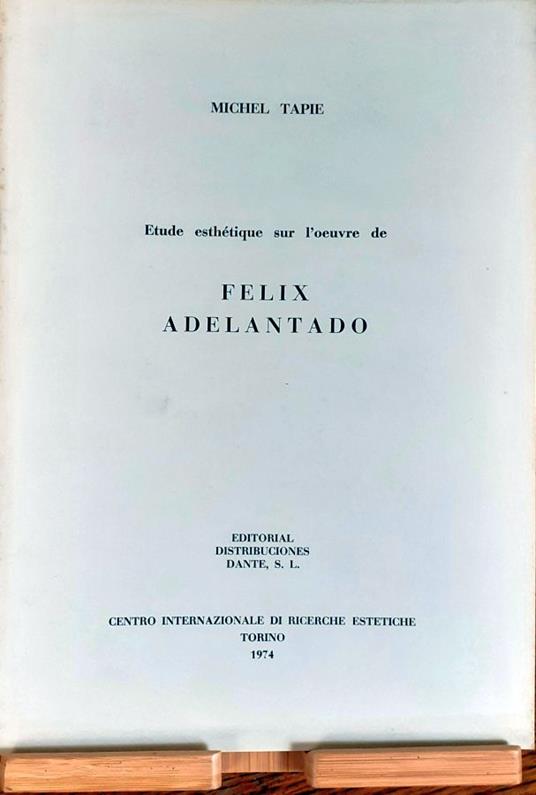 MICHEL TAPIE
Etude esthétique sur l'oeuvre de
FELIX
ADELANTADO
EDITORIAL
DISTRIBUCIONES
DANTE, S. L.
CENTRO INTERNAZIONALE DI RICERCHE ESTETICHE
TORINO
1974